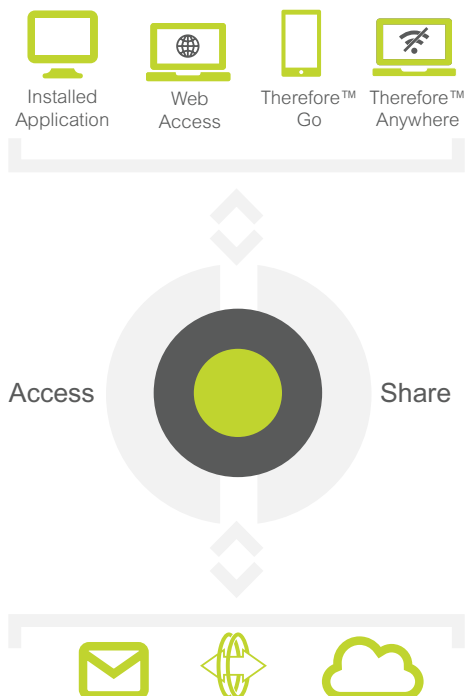 Installed
Application
Web
Access
Therefore™
Go
Therefore™
Anywhere
Access
Share